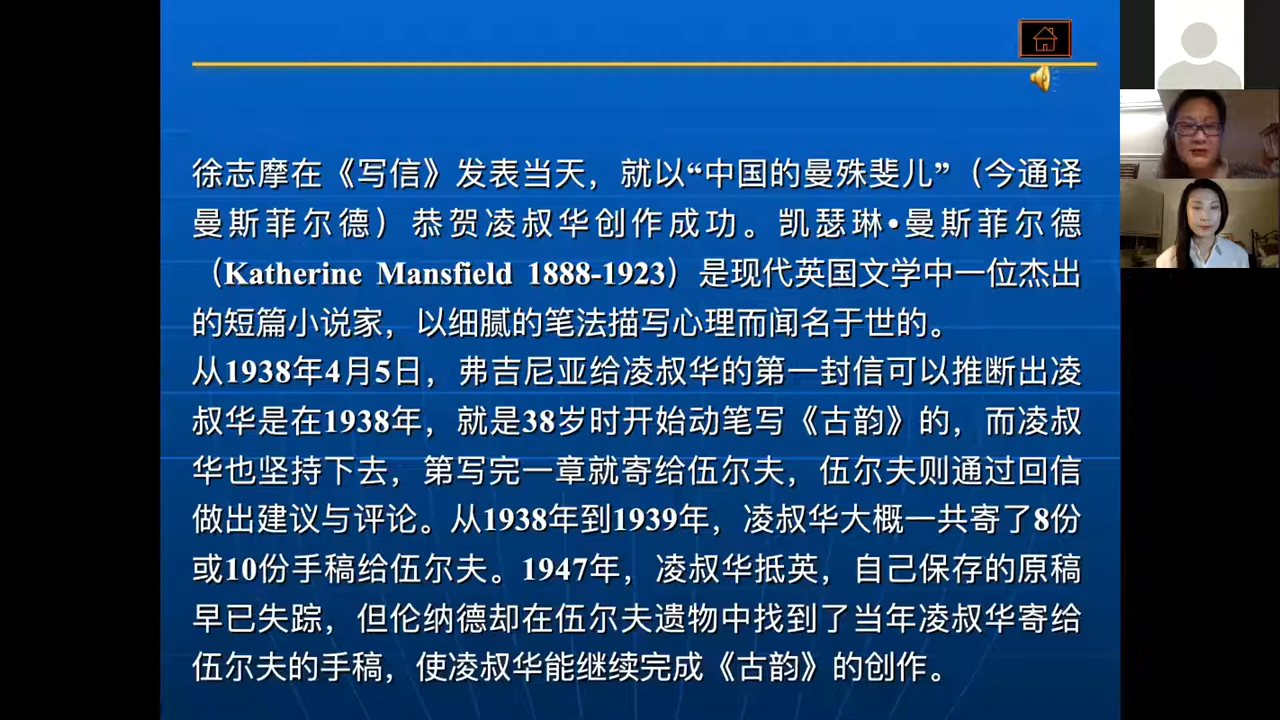 徐志摩在《写信》发表当天，就以“中国的曼殊斐儿”（今通译
曼斯菲尔德）恭贺凌叔华创作成功。凯瑟琳•曼斯菲尔德
（Katherine Mansfield 1888-1923）是现代英国文学中一位杰出
的短篇小说家，以细腻的笔法描写心理而闻名于世的。
从1938年4月5日，弗吉尼亚给凌叔华的第一封信可以推断出凌
叔华是在1938年，就是38岁时开始动笔写《古韵》的，而凌叔
华也坚持下去，第写完一章就寄给伍尔夫，伍尔夫则通过回信
做出建议与评论。从1938年到1939年，凌叔华大概一共寄了8份
或10份手稿给伍尔夫。1947年，凌叔华抵英，自己保存的原稿
早已失踪，但伦纳德却在伍尔夫遗物中找到了当年凌叔华寄给
伍尔夫的手稿，使凌叔华能继续完成《古韵》的创作。